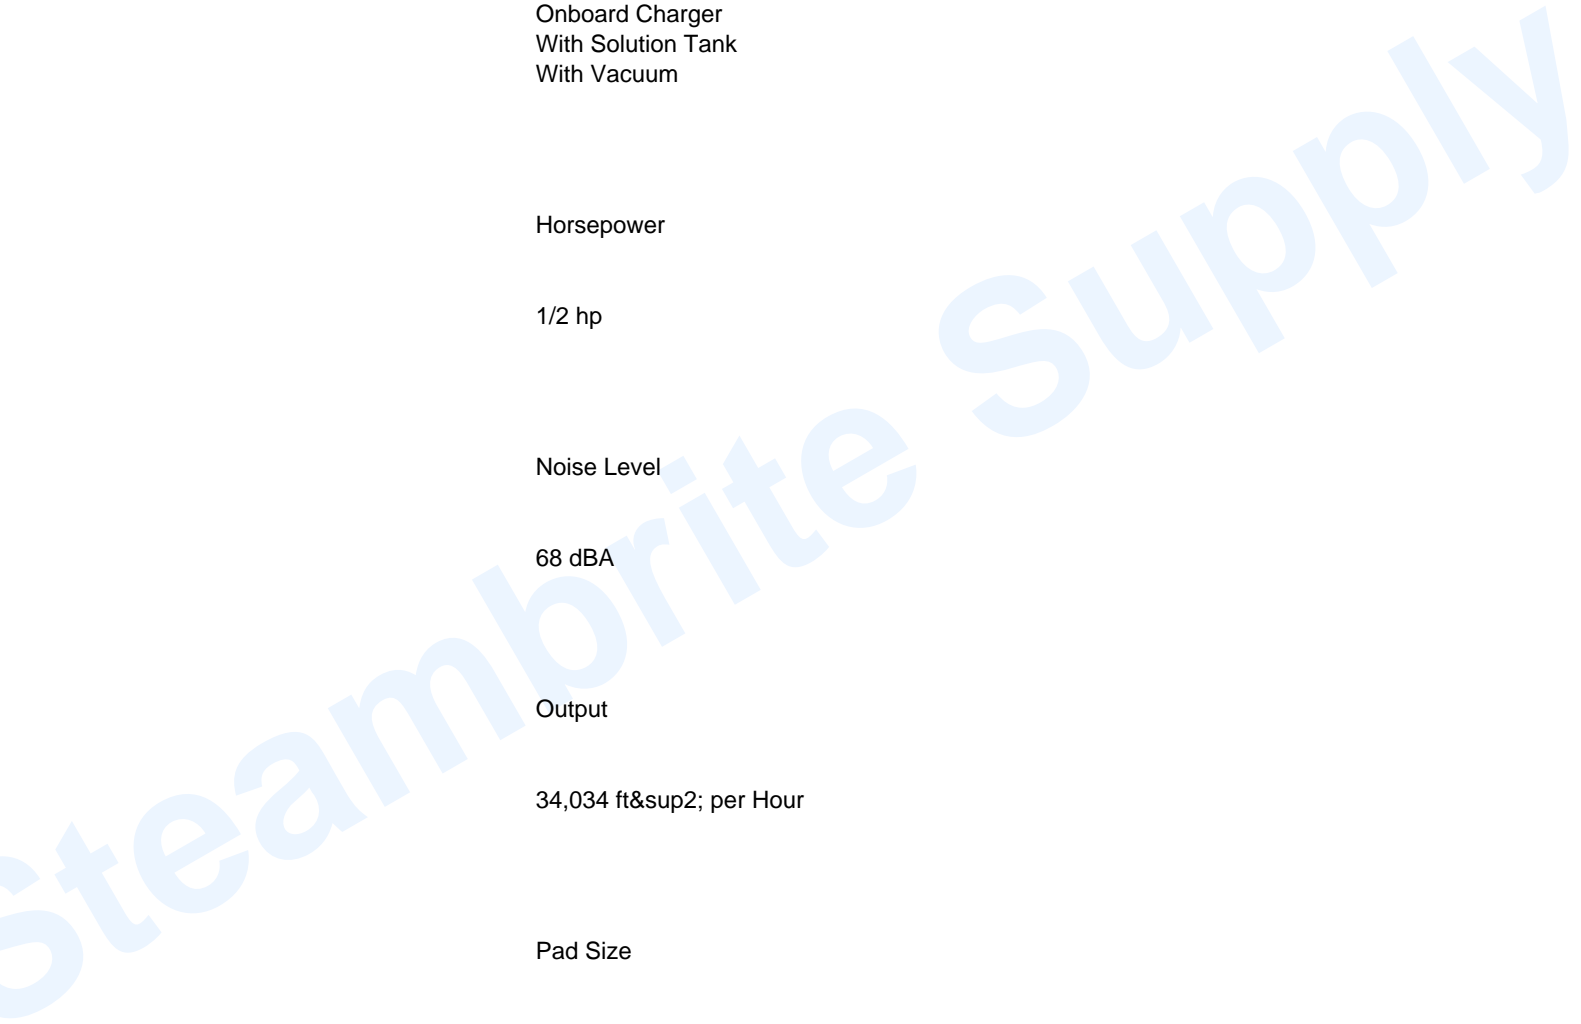 Onboard Charger
With Solution Tank
With Vacuum
Horsepower
1/2 hp
Noise Level
68 dBA
Output
34,034 ft&sup2; per Hour
Pad Size
Steambrite Supply